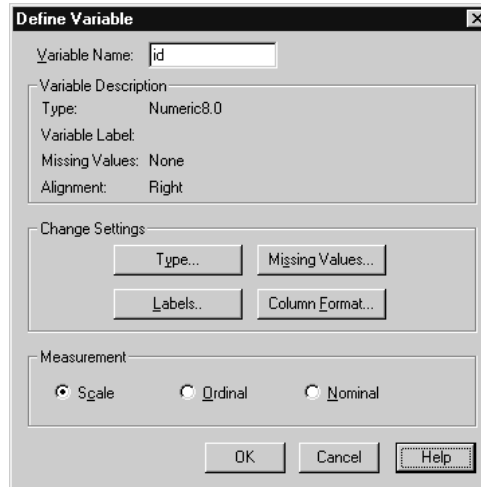 Define Variable
Variable Name: id
Variable Description
Type: Numeric8.0
Variable Label:
Missing Values: None
Alignment: Right
Change Settings
Type... Missing Values...
Labels.. Column Format...
Measurement
Scale Ordinal Nominal
OK Cancel Help